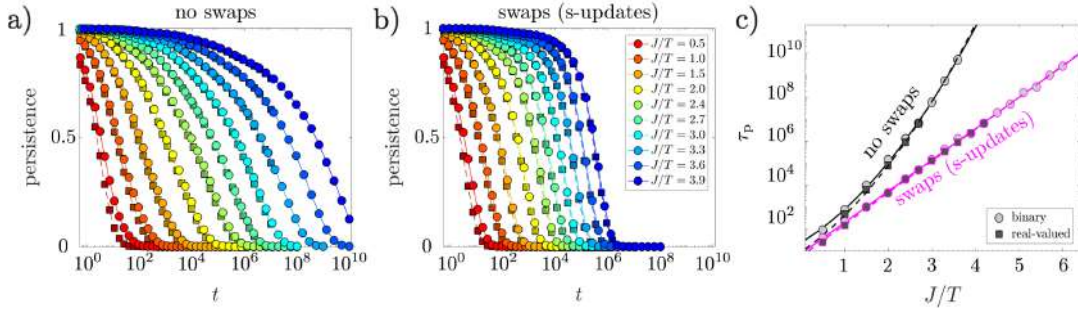 a)
no swaps
1
0.5
0
persistence
10^0
10^2
10^4
10^6
10^8
10^10
t
b)
swaps (s-updates)
1
0.5
0
persistence
J/T = 0.5
J/T = 1.0
J/T = 1.5
J/T = 2.0
J/T = 2.4
J/T = 2.7
J/T = 3.0
J/T = 3.3
J/T = 3.6
J/T = 3.9
10^0
10^2
10^4
10^6
10^8
10^10
t
c)
10^10
10^8
10^6
10^4
10^2
τ_p
no swaps
swaps (s-updates)
binary
real-valued
1
2
3
4
5
6
J/T